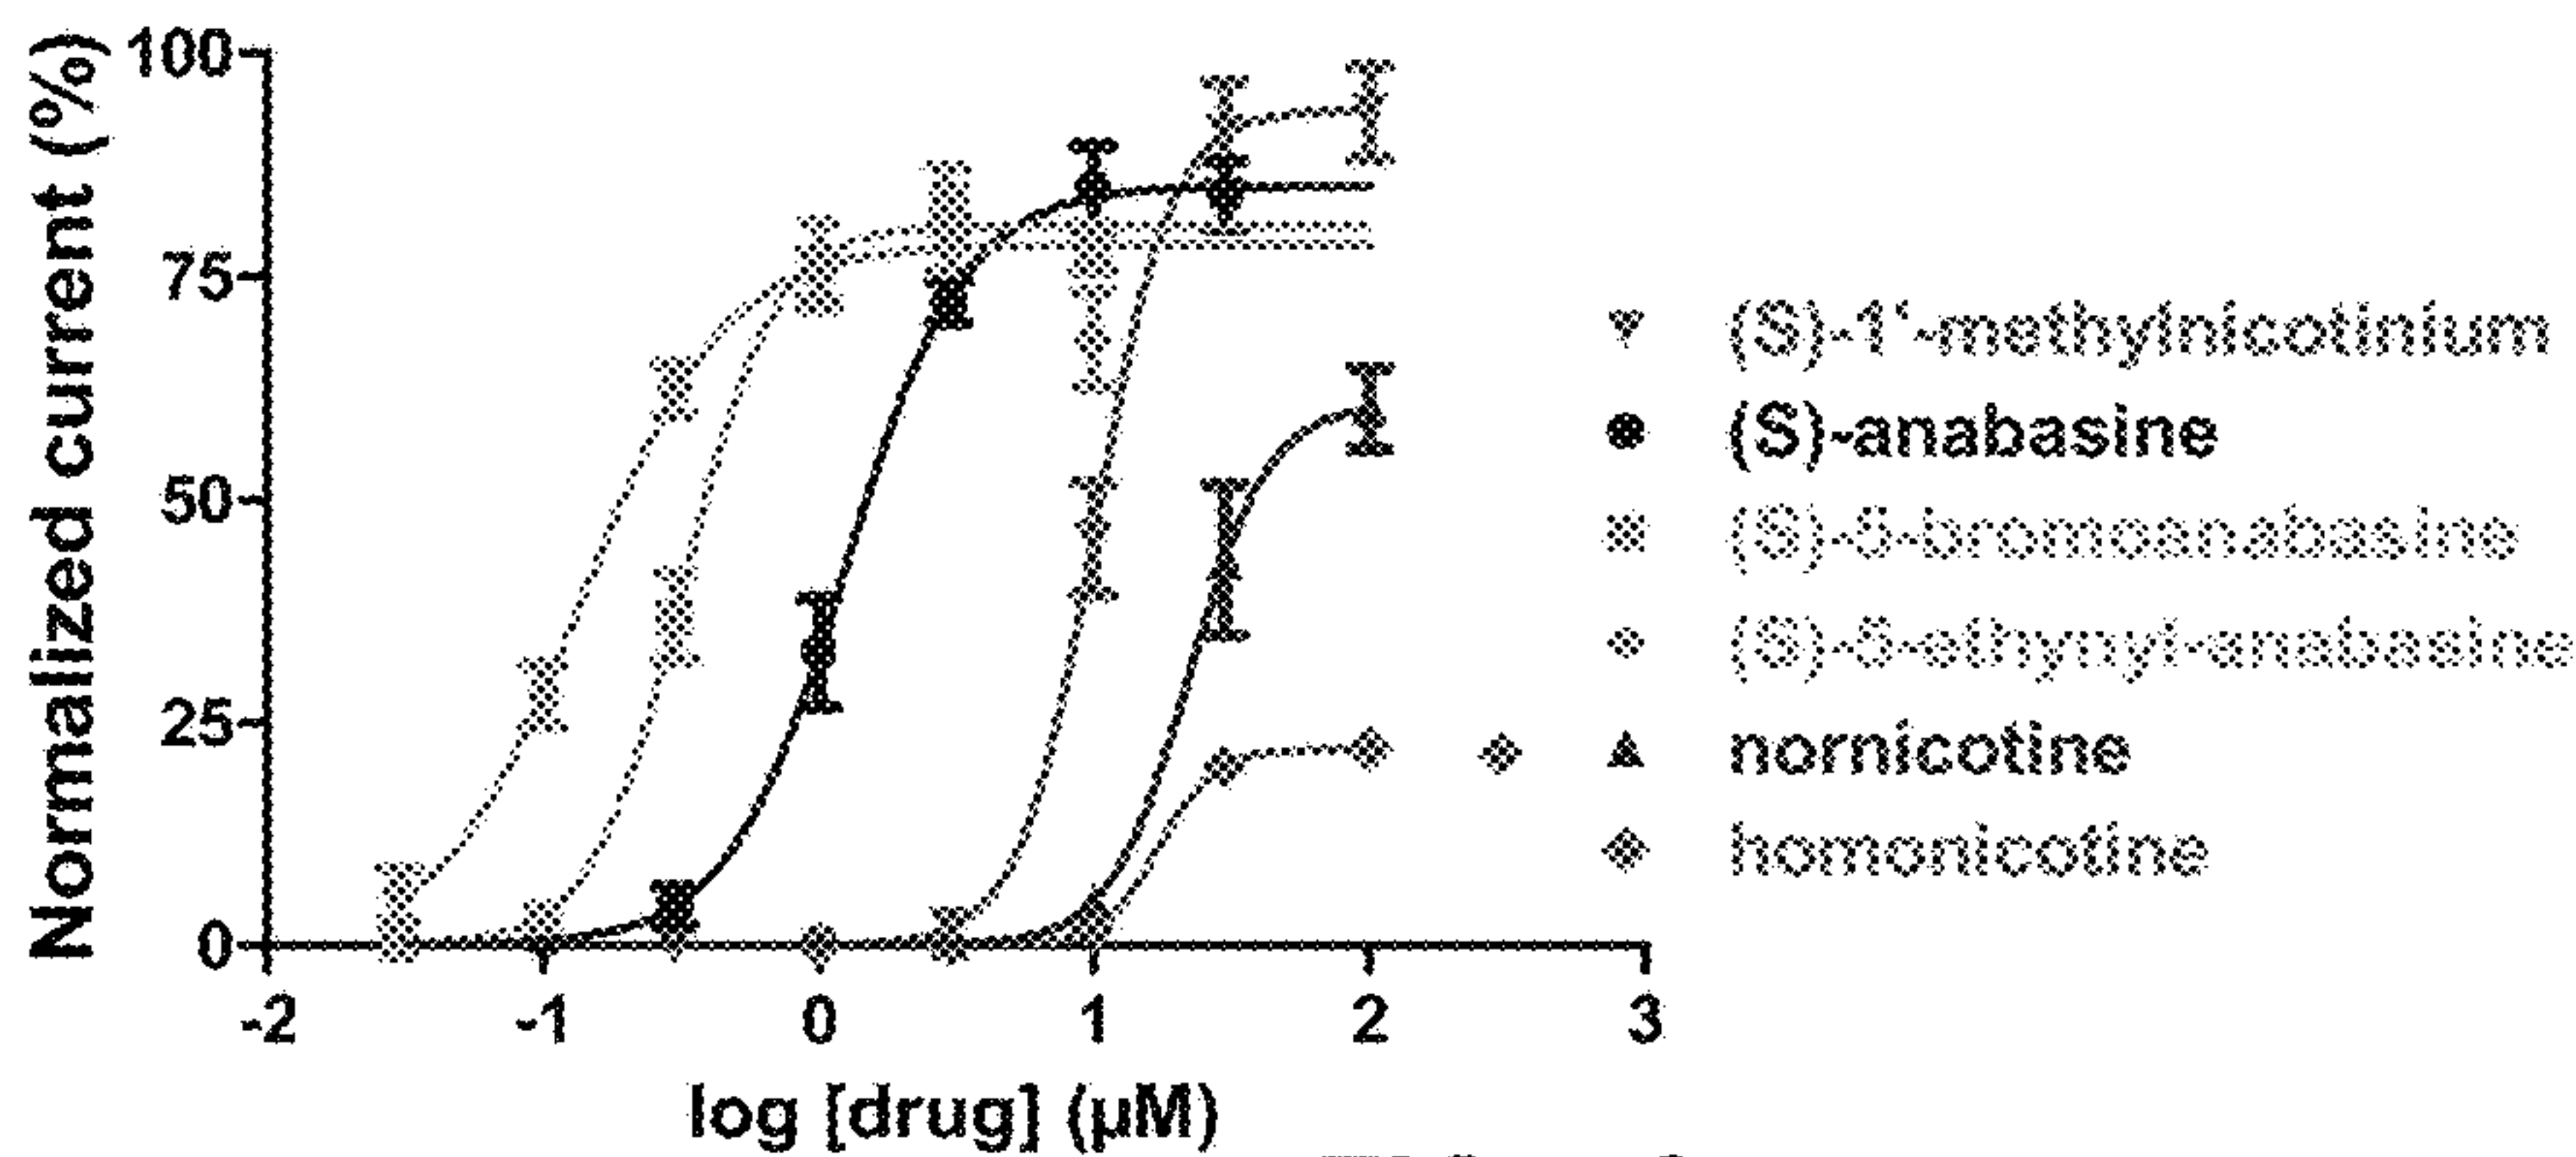 Normalized current (%)
100
75
50
25
0
-2 -1 0 1 2 3
log [drug] (µM)
(S)-1'-methylnicotinium
(S)-anabasine
(S)-5-bromoanabasine
(S)-5-ethynyl-anabasine
nornicotine
homonicotine